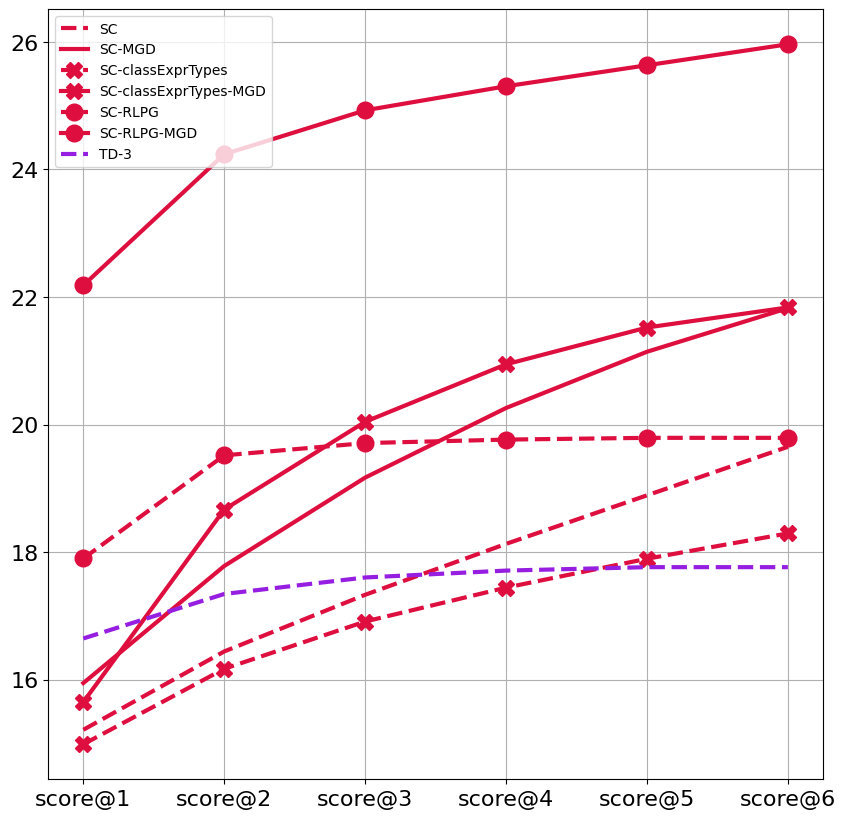 SC
SC-MGD
SC-classExprTypes
SC-classExprTypes-MGD
SC-RLPG
SC-RLPG-MGD
TD-3
26
24
22
20
18
16
score@1 score@2 score@3 score@4 score@5 score@6